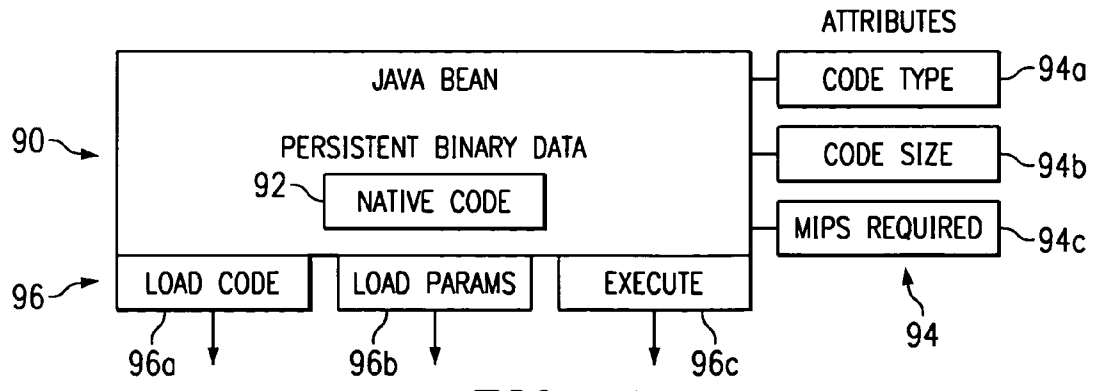 ATTRIBUTES
JAVA BEAN
CODE TYPE
94a
90
PERSISTENT BINARY DATA
CODE SIZE
94b
92
NATIVE CODE
MIPS REQUIRED
94c
96
LOAD CODE
LOAD PARAMS
EXECUTE
94
96a
96b
96c